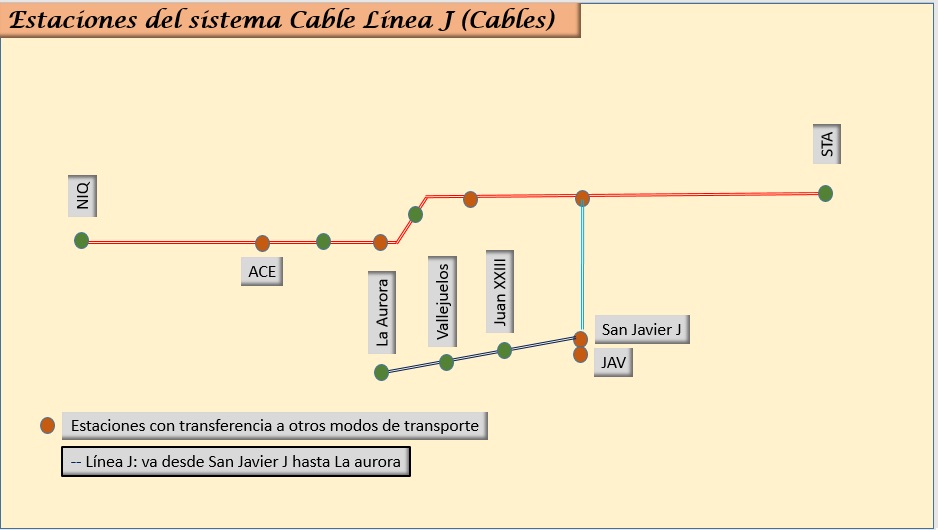 Estaciones del sistema Cable Línea J (Cables)
STA
NIQ
ACE
La Aurora
Vallejuelos
Juan XXIII
San Javier J
JAV
Estaciones con transferencia a otros modos de transporte
-- Línea J: va desde San Javier J hasta La aurora